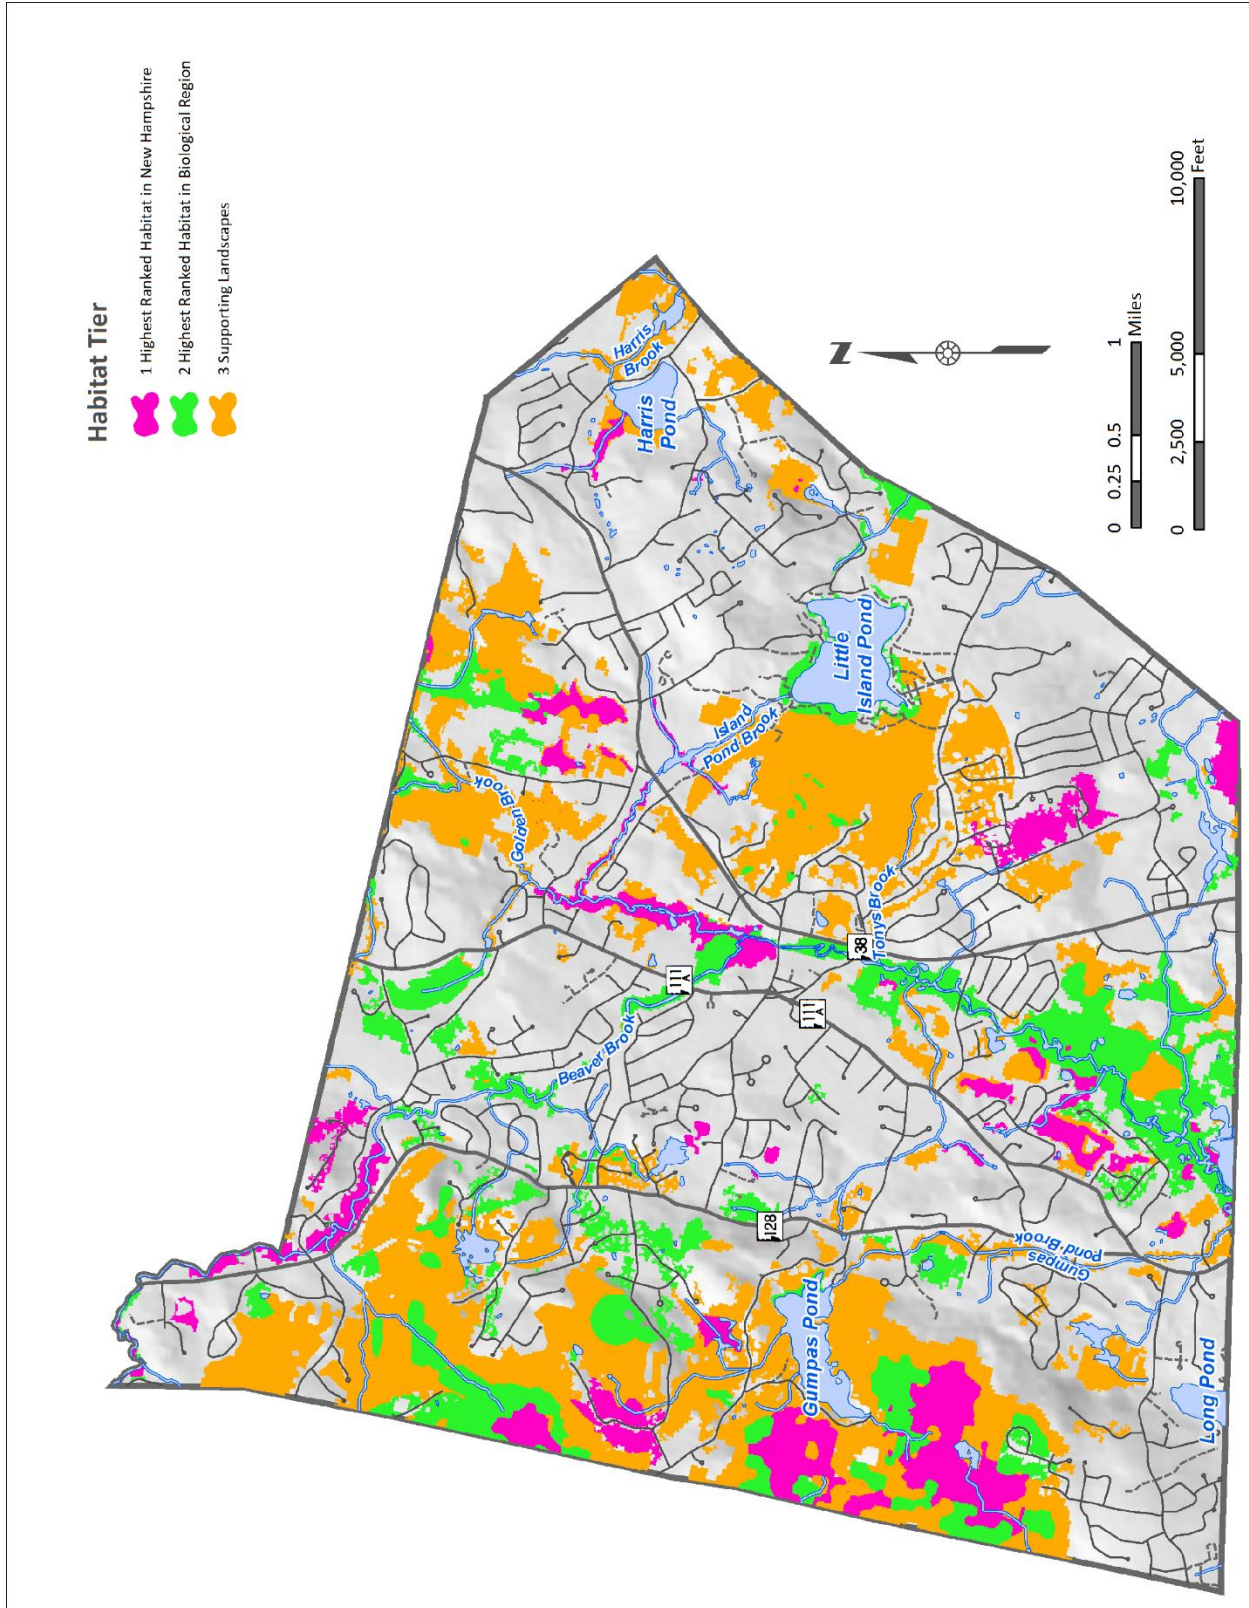 Habitat Tier
1 Highest Ranked Habitat in New Hampshire
2 Highest Ranked Habitat in Biological Region
3 Supporting Landscapes
Harris
Brook
Harris
Pond
N
0 0.25 0.5 1
Miles
0 2,500 5,000 10,000
Feet
Little
Island Pond
Island
Pond Brook
Golden Brook
Tonys Brook
38
111
A
111
A
Beaver Brook
128
Gumpas Pond
Gumpas
Pond Brook
Long Pond